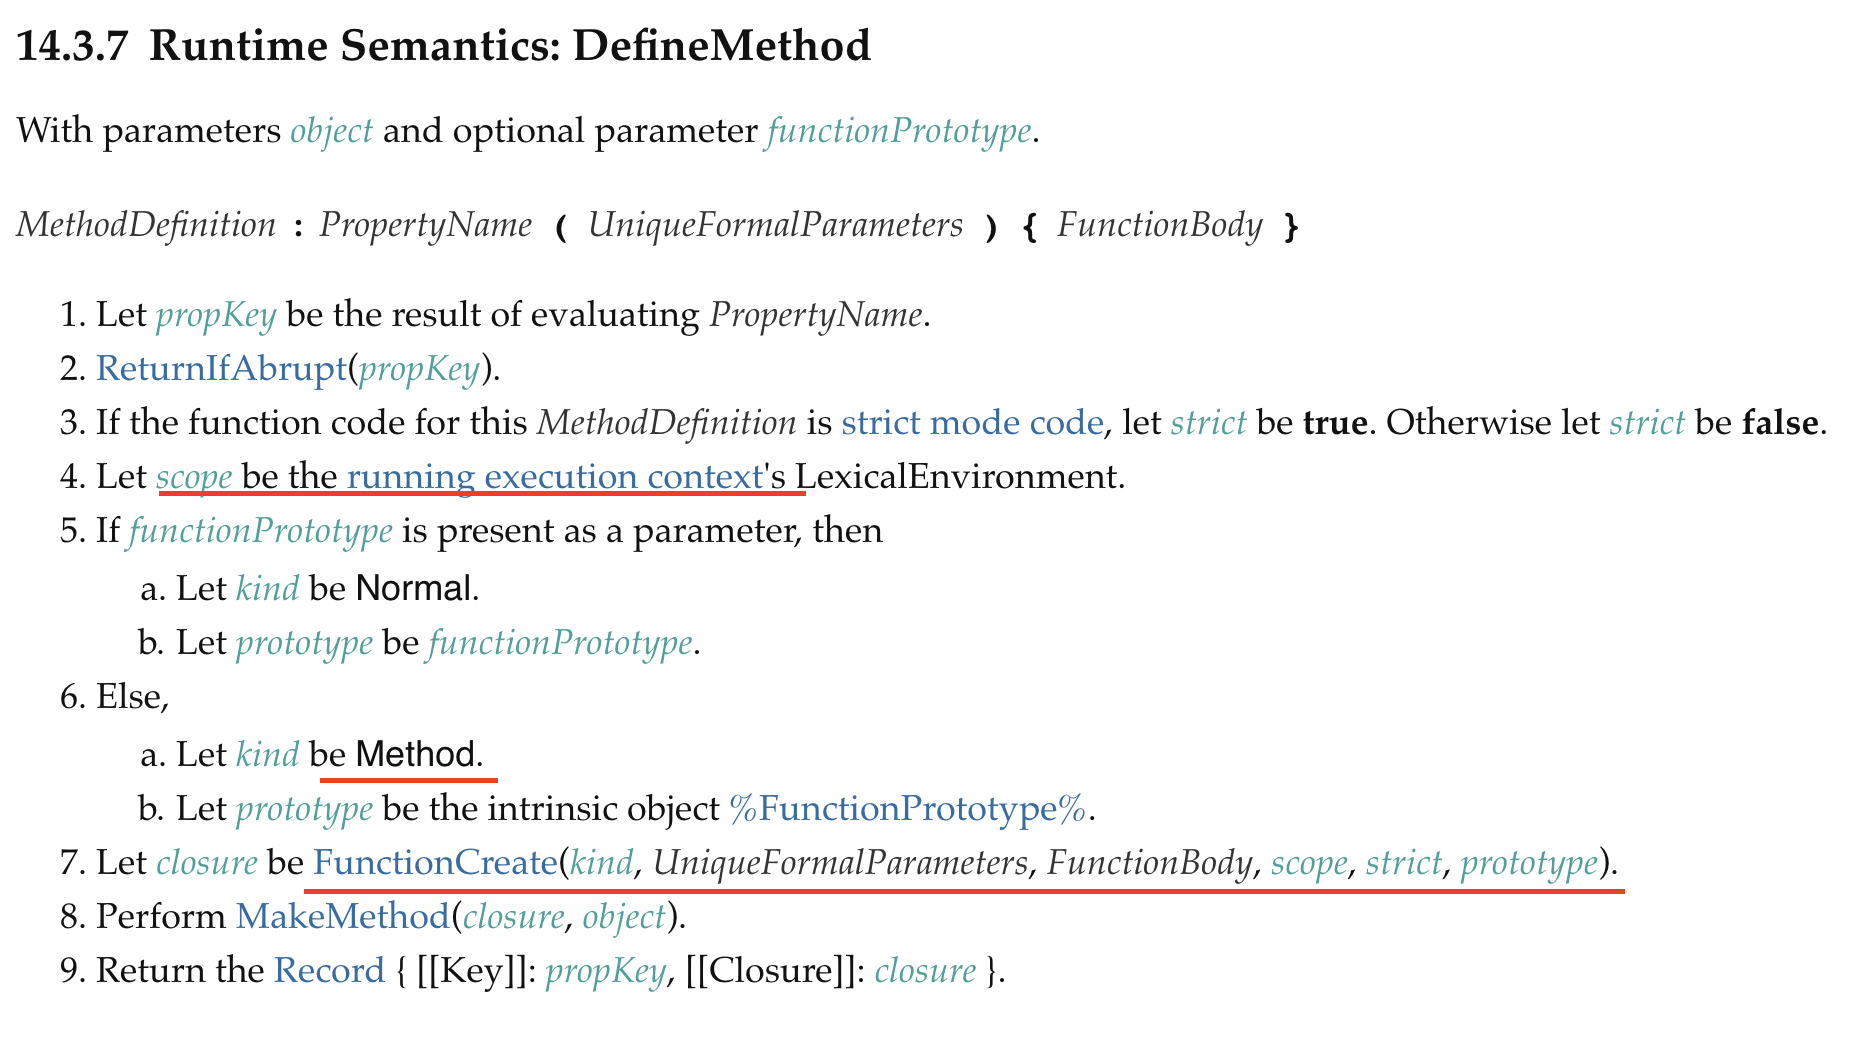 14.3.7 Runtime Semantics: DefineMethod
With parameters object and optional parameter functionPrototype.
MethodDefinition : PropertyName ( UniqueFormalParameters ) { FunctionBody }
1. Let propKey be the result of evaluating PropertyName.
2. ReturnIfAbrupt(propKey).
3. If the function code for this MethodDefinition is strict mode code, let strict be true. Otherwise let strict be false.
4. Let scope be the running execution context's LexicalEnvironment.
5. If functionPrototype is present as a parameter, then
a. Let kind be Normal.
b. Let prototype be functionPrototype.
6. Else,
a. Let kind be Method.
b. Let prototype be the intrinsic object %FunctionPrototype%.
7. Let closure be FunctionCreate(kind, UniqueFormalParameters, FunctionBody, scope, strict, prototype).
8. Perform MakeMethod(closure, object).
9. Return the Record { [[Key]]: propKey, [[Closure]]: closure }.